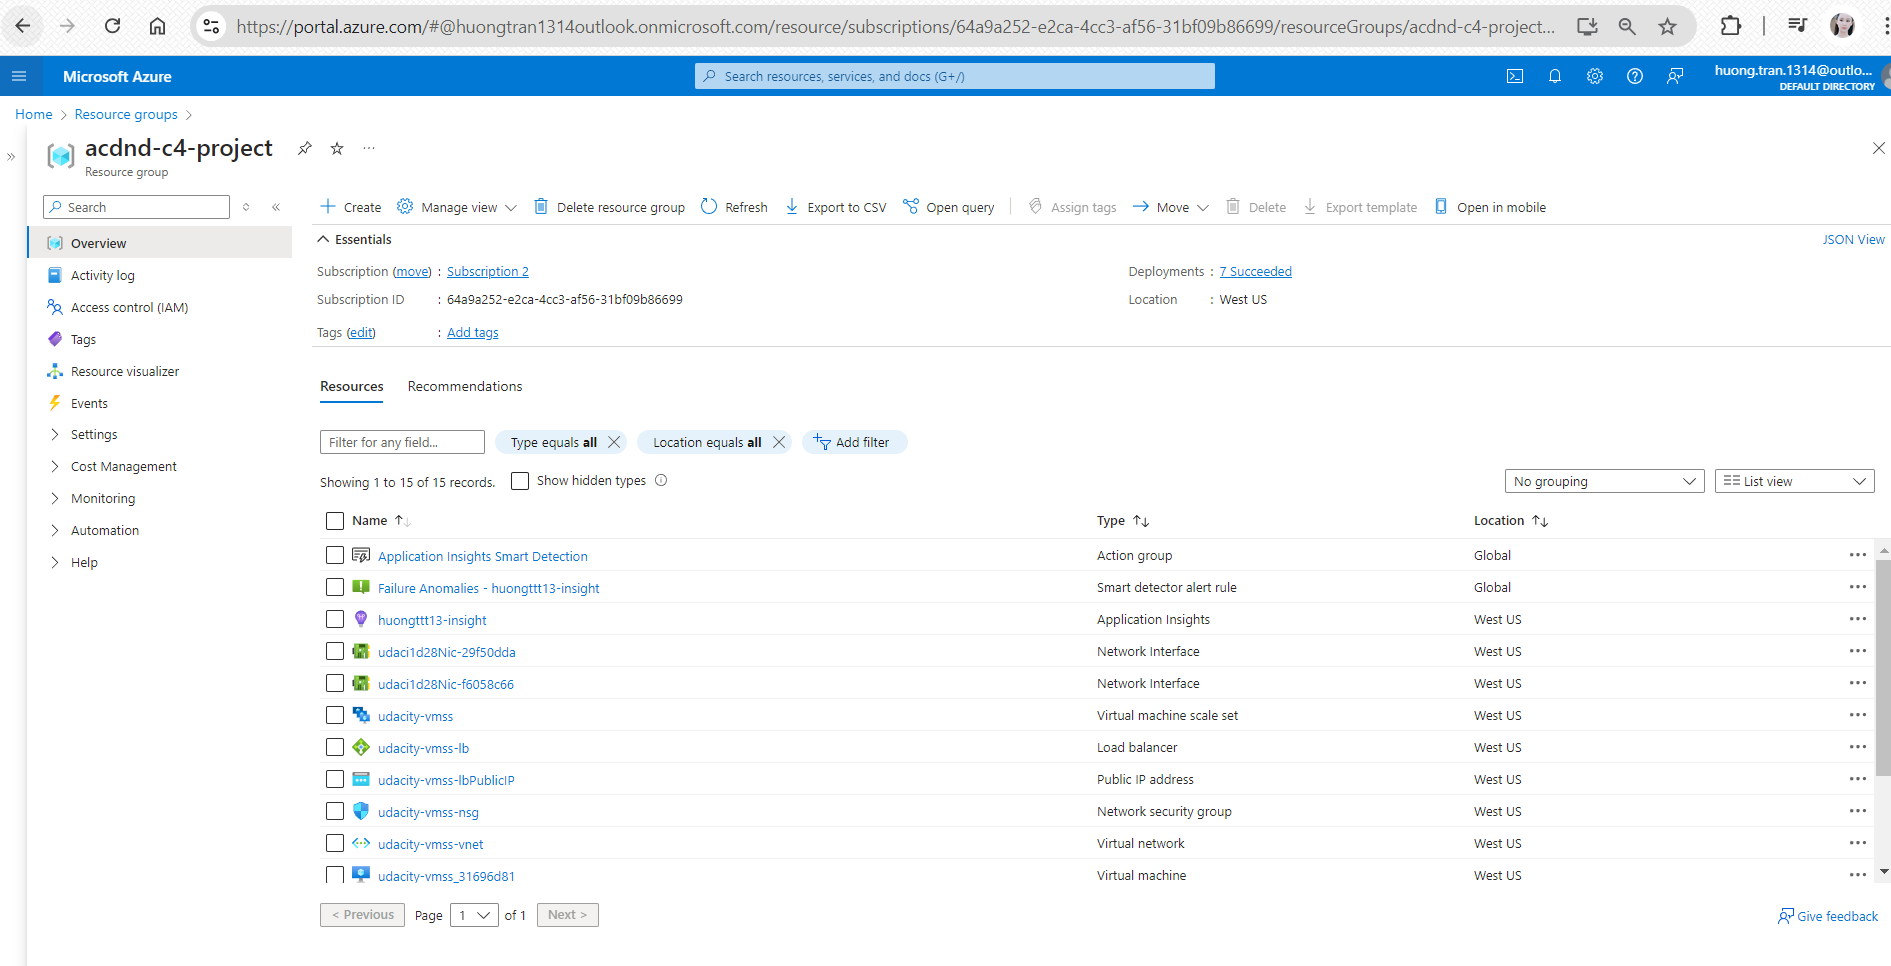 https://portal.azure.com/#@huongtran1314outlook.onmicrosoft.com/resource/subscriptions/64a9a252-e2ca-4cc3-af56-31bf09b86699/resourceGroups/acdnd-c4-project...
Microsoft Azure
Search resources, services, and docs (G+/)
huong.tran.1314@outlo...
DEFAULT DIRECTORY
Home > Resource groups >
acdnd-c4-project
Resource group
Search
Overview
Activity log
Access control (IAM)
Tags
Resource visualizer
Events
Settings
Cost Management
Monitoring
Automation
Help
Create Manage view Delete resource group Refresh Export to CSV Open query Assign tags Move Delete Export template Open in mobile
Essentials
JSON View
Subscription (move) : Subscription 2
Subscription ID : 64a9a252-e2ca-4cc3-af56-31bf09b86699
Tags (edit) : Add tags
Deployments : 7 Succeeded
Location : West US
Resources Recommendations
Filter for any field... Type equals all Location equals all Add filter
Showing 1 to 15 of 15 records. Show hidden types No grouping List view
Name Type Location
Application Insights Smart Detection Action group Global
Failure Anomalies - huongttt13-insight Smart detector alert rule Global
huongttt13-insight Application Insights West US
udaci1d28Nic-29f50dda Network Interface West US
udaci1d28Nic-f6058c66 Network Interface West US
udacity-vmss Virtual machine scale set West US
udacity-vmss-lb Load balancer West US
udacity-vmss-lbPublicIP Public IP address West US
udacity-vmss-nsg Network security group West US
udacity-vmss-vnet Virtual network West US
udacity-vmss_31696d81 Virtual machine West US
< Previous Page 1 of 1 Next >
Give feedback